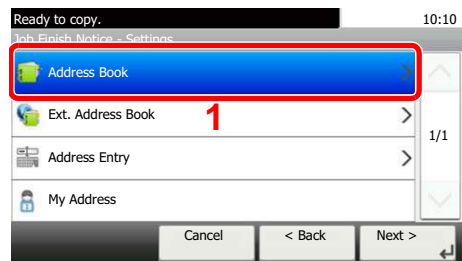 Ready to copy. 10:10
Job Finish Notice - Settings
Address Book
Ext. Address Book
1
1/1
Address Entry
My Address
Cancel < Back Next >